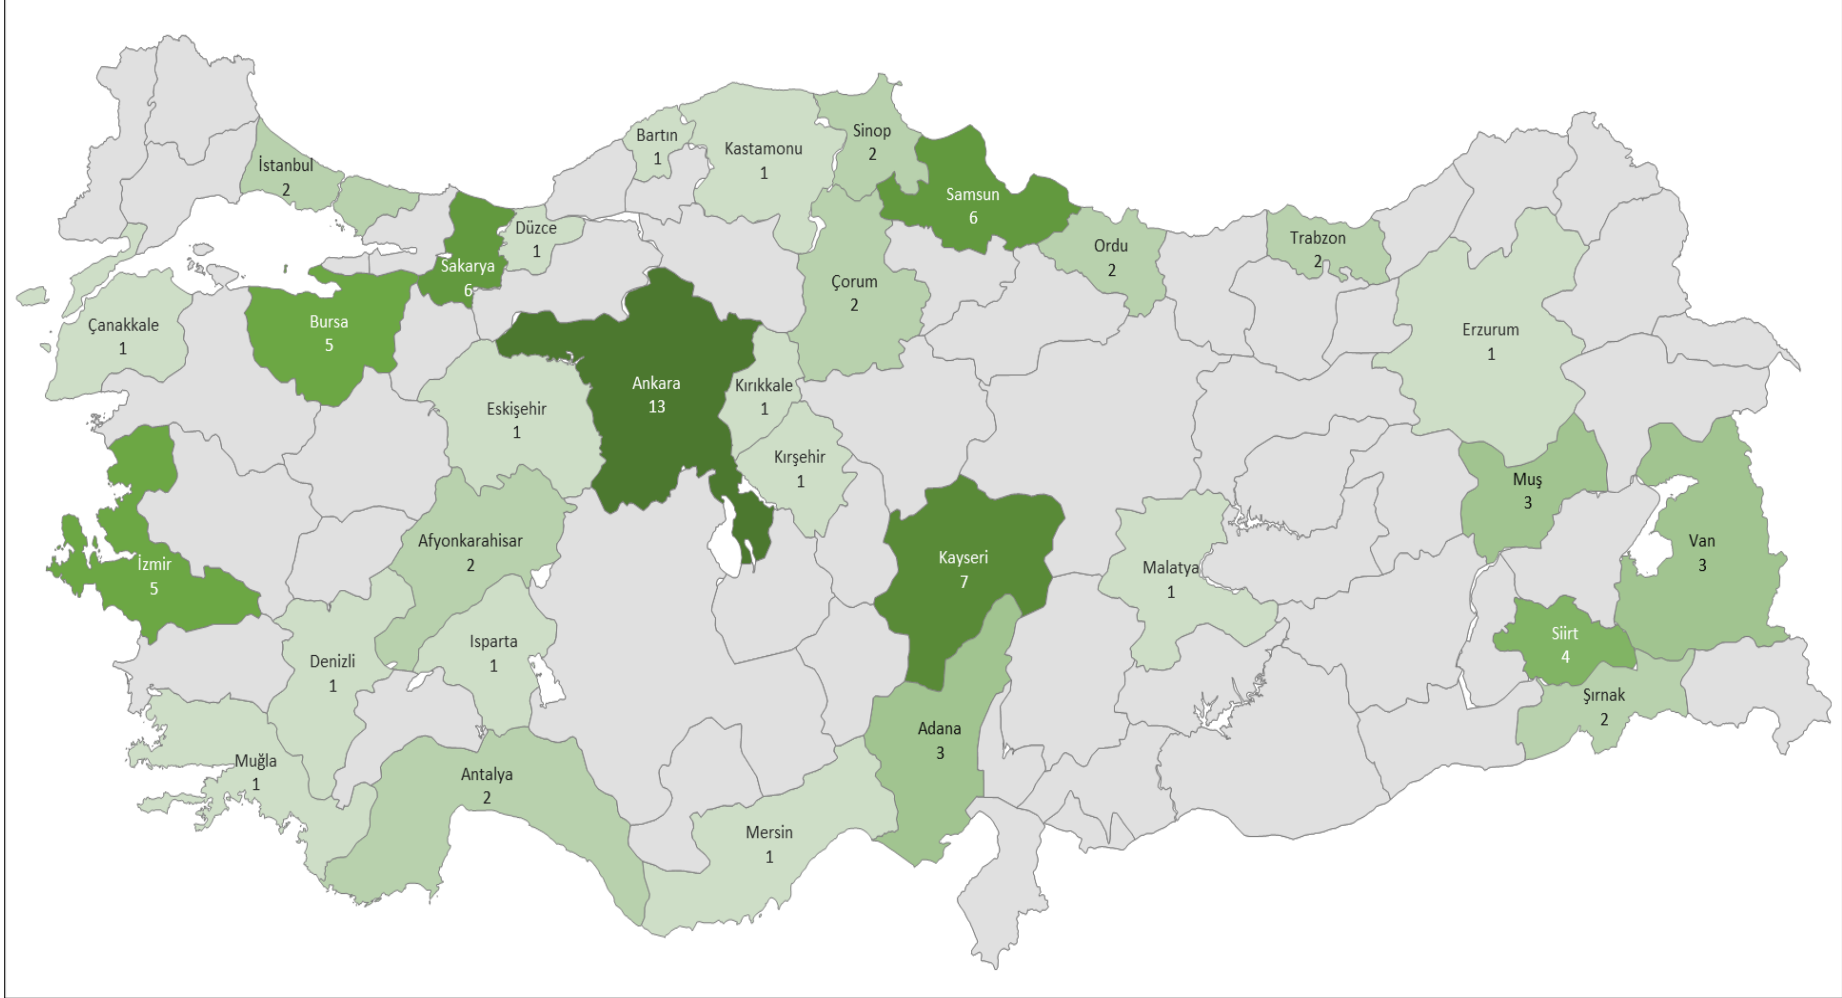 Bartın
1
Kastamonu
1
Sinop
2
Samsun
6
İstanbul
2
Düzce
1
Sakarya
6
Ordu
2
Trabzon
2
Çorum
2
Çanakkale
1
Bursa
5
Erzurum
1
Ankara
13
Kırıkkale
1
Eskişehir
1
Kırşehir
1
Muş
3
Van
3
Afyonkarahisar
2
İzmir
5
Kayseri
7
Malatya
1
Siirt
4
Isparta
1
Denizli
1
Şırnak
2
Adana
3
Muğla
1
Antalya
2
Mersin
1